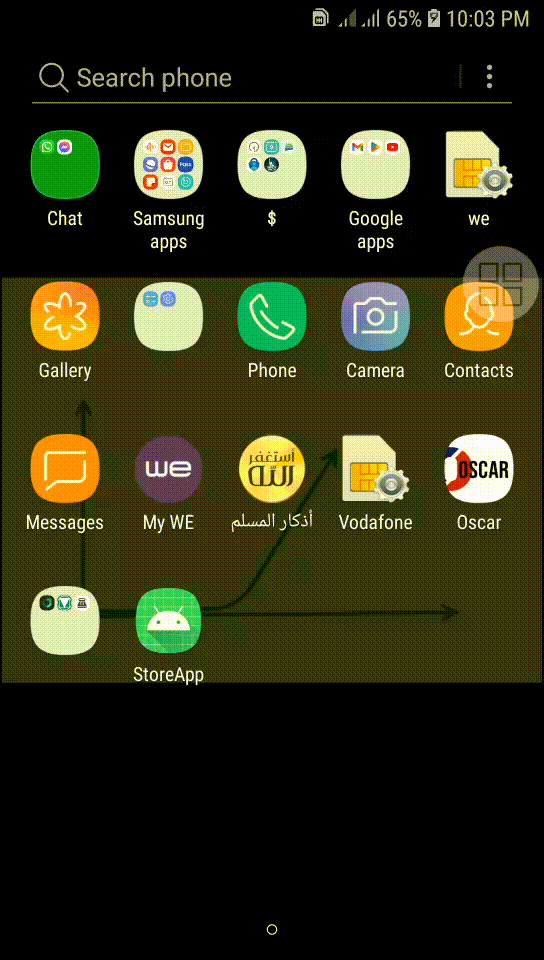 65% 10:03 PM
Search phone
Chat
Samsung apps
$
Google apps
we
Gallery
Phone
Camera
Contacts
أستغفر
الله
we
OSCAR
Messages
My WE
أذكار المسلم
Vodafone
Oscar
StoreApp